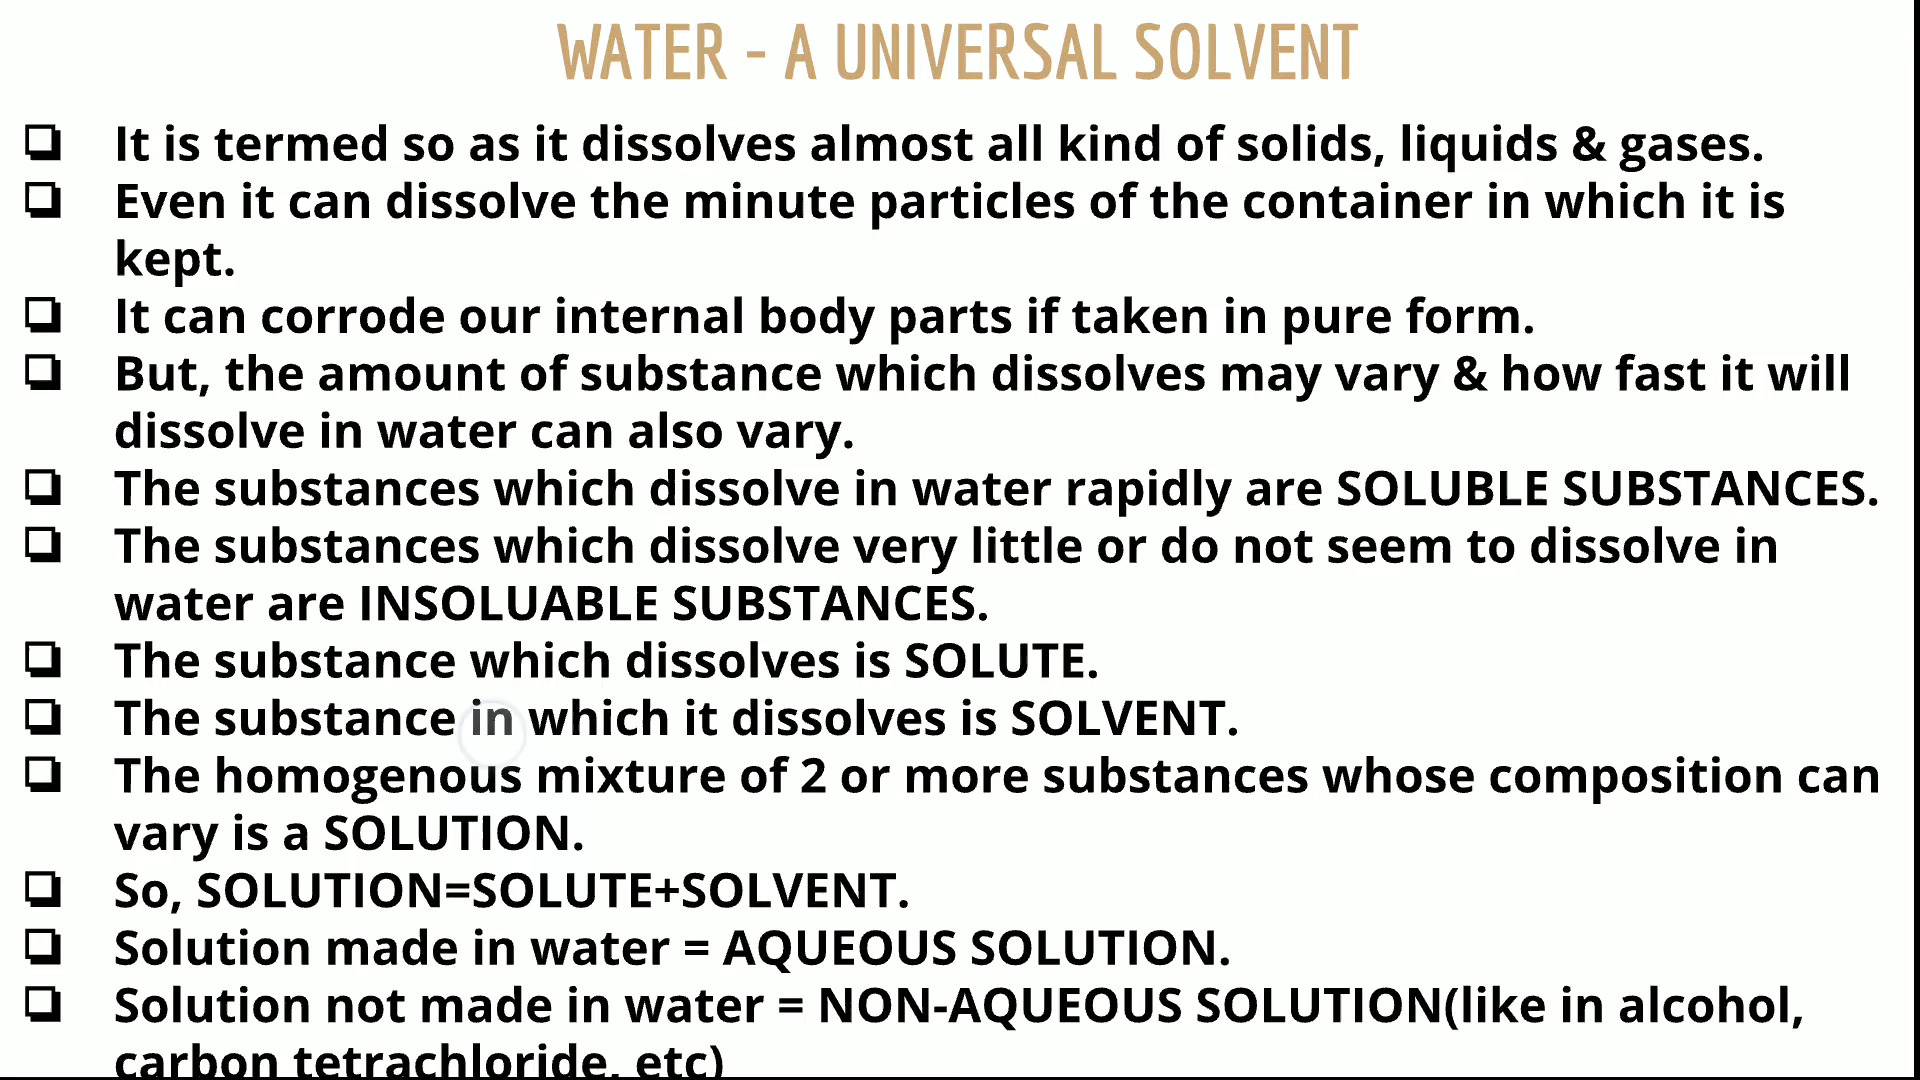 WATER - A UNIVERSAL SOLVENT
❏ It is termed so as it dissolves almost all kind of solids, liquids & gases.
❏ Even it can dissolve the minute particles of the container in which it is
kept.
❏ It can corrode our internal body parts if taken in pure form.
❏ But, the amount of substance which dissolves may vary & how fast it will
dissolve in water can also vary.
❏ The substances which dissolve in water rapidly are SOLUBLE SUBSTANCES.
❏ The substances which dissolve very little or do not seem to dissolve in
water are INSOLUABLE SUBSTANCES.
❏ The substance which dissolves is SOLUTE.
❏ The substance in which it dissolves is SOLVENT.
❏ The homogenous mixture of 2 or more substances whose composition can
vary is a SOLUTION.
❏ So, SOLUTION=SOLUTE+SOLVENT.
❏ Solution made in water = AQUEOUS SOLUTION.
❏ Solution not made in water = NON-AQUEOUS SOLUTION(like in alcohol,
carbon tetrachloride, etc)